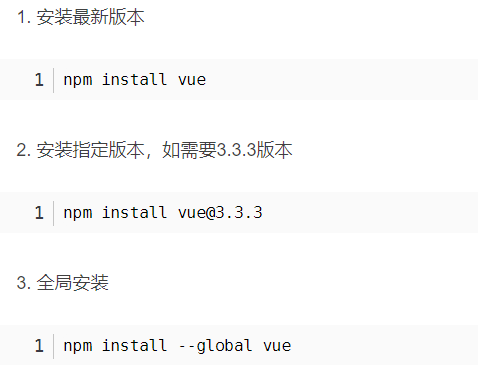 1. 安装最新版本
1 npm install vue
2. 安装指定版本，如需要3.3.3版本
1 npm install vue@3.3.3
3. 全局安装
1 npm install --global vue